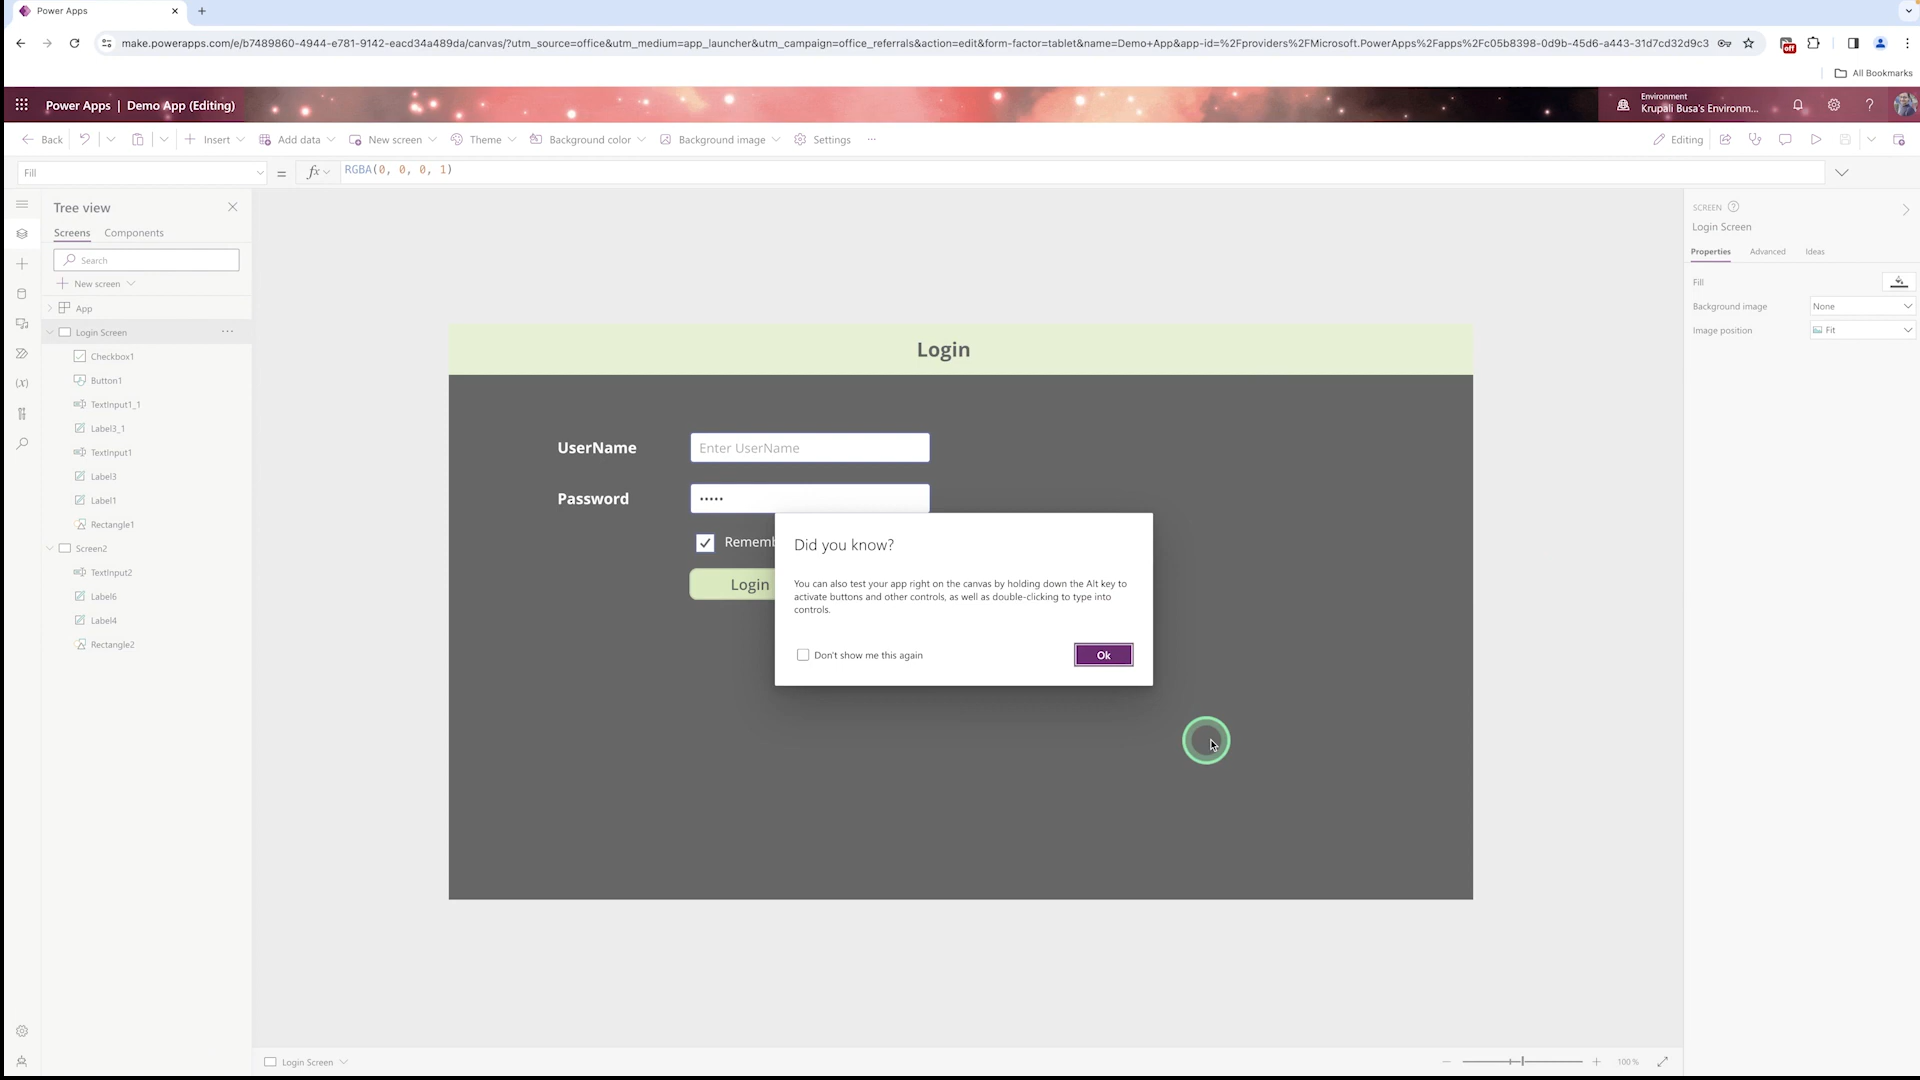 Power Apps
make.powerapps.com/e/b7489860-4944-e781-9142-eacd34a489da/canvas/?utm_source=office&utm_medium=app_launcher&utm_campaign=office_referrals&action=edit&form-factor=tablet&name=Demo+App&app-id=%2Fproviders%2FMicrosoft.PowerApps%2Fapps%2Fc05b8398-0d9b-45d6-a443-31d7cd32d9c3
off
All Bookmarks
Power Apps | Demo App (Editing)
Environment
Krupali Busa's Environm...
Back
Insert
Add data
New screen
Theme
Background color
Background image
Settings
Editing
Fill
= fx
RGBA(0, 0, 0, 1)
Tree view
Screens
Components
Search
New screen
App
Login Screen
Checkbox1
Button1
TextInput1_1
Label3_1
TextInput1
Label3
Label1
Rectangle1
Screen2
TextInput2
Label6
Label4
Rectangle2
Login
UserName
Enter UserName
Password
•••••
Rememb
Login
Did you know?
You can also test your app right on the canvas by holding down the Alt key to
activate buttons and other controls, as well as double-clicking to type into
controls.
Don't show me this again
Ok
SCREEN
Login Screen
Properties
Advanced
Ideas
Fill
Background image
None
Image position
Fit
Login Screen
100 %